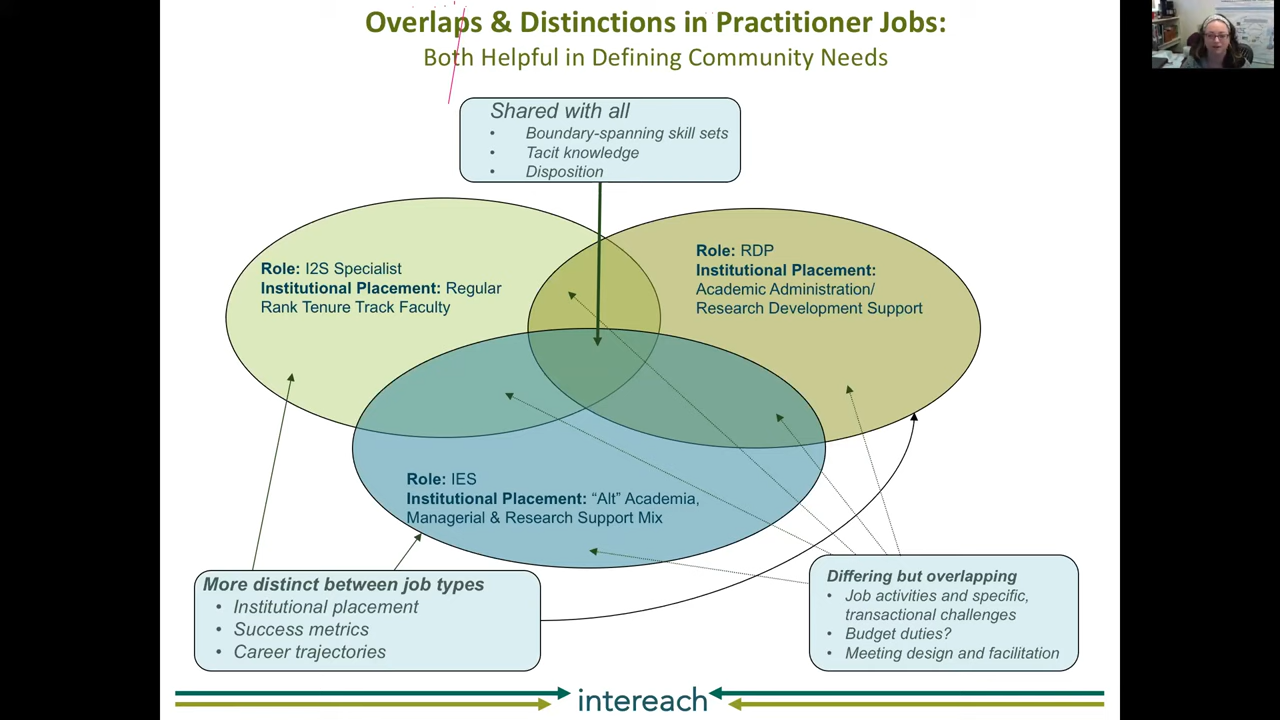 Overlaps & Distinctions in Practitioner Jobs:
Both Helpful in Defining Community Needs
Shared with all
• Boundary-spanning skill sets
• Tacit knowledge
• Disposition
Role: I2S Specialist
Institutional Placement: Regular
Rank Tenure Track Faculty
Role: RDP
Institutional Placement:
Academic Administration/
Research Development Support
Role: IES
Institutional Placement: “Alt” Academia,
Managerial & Research Support Mix
More distinct between job types
• Institutional placement
• Success metrics
• Career trajectories
Differing but overlapping
• Job activities and specific,
transactional challenges
• Budget duties?
• Meeting design and facilitation
intereach